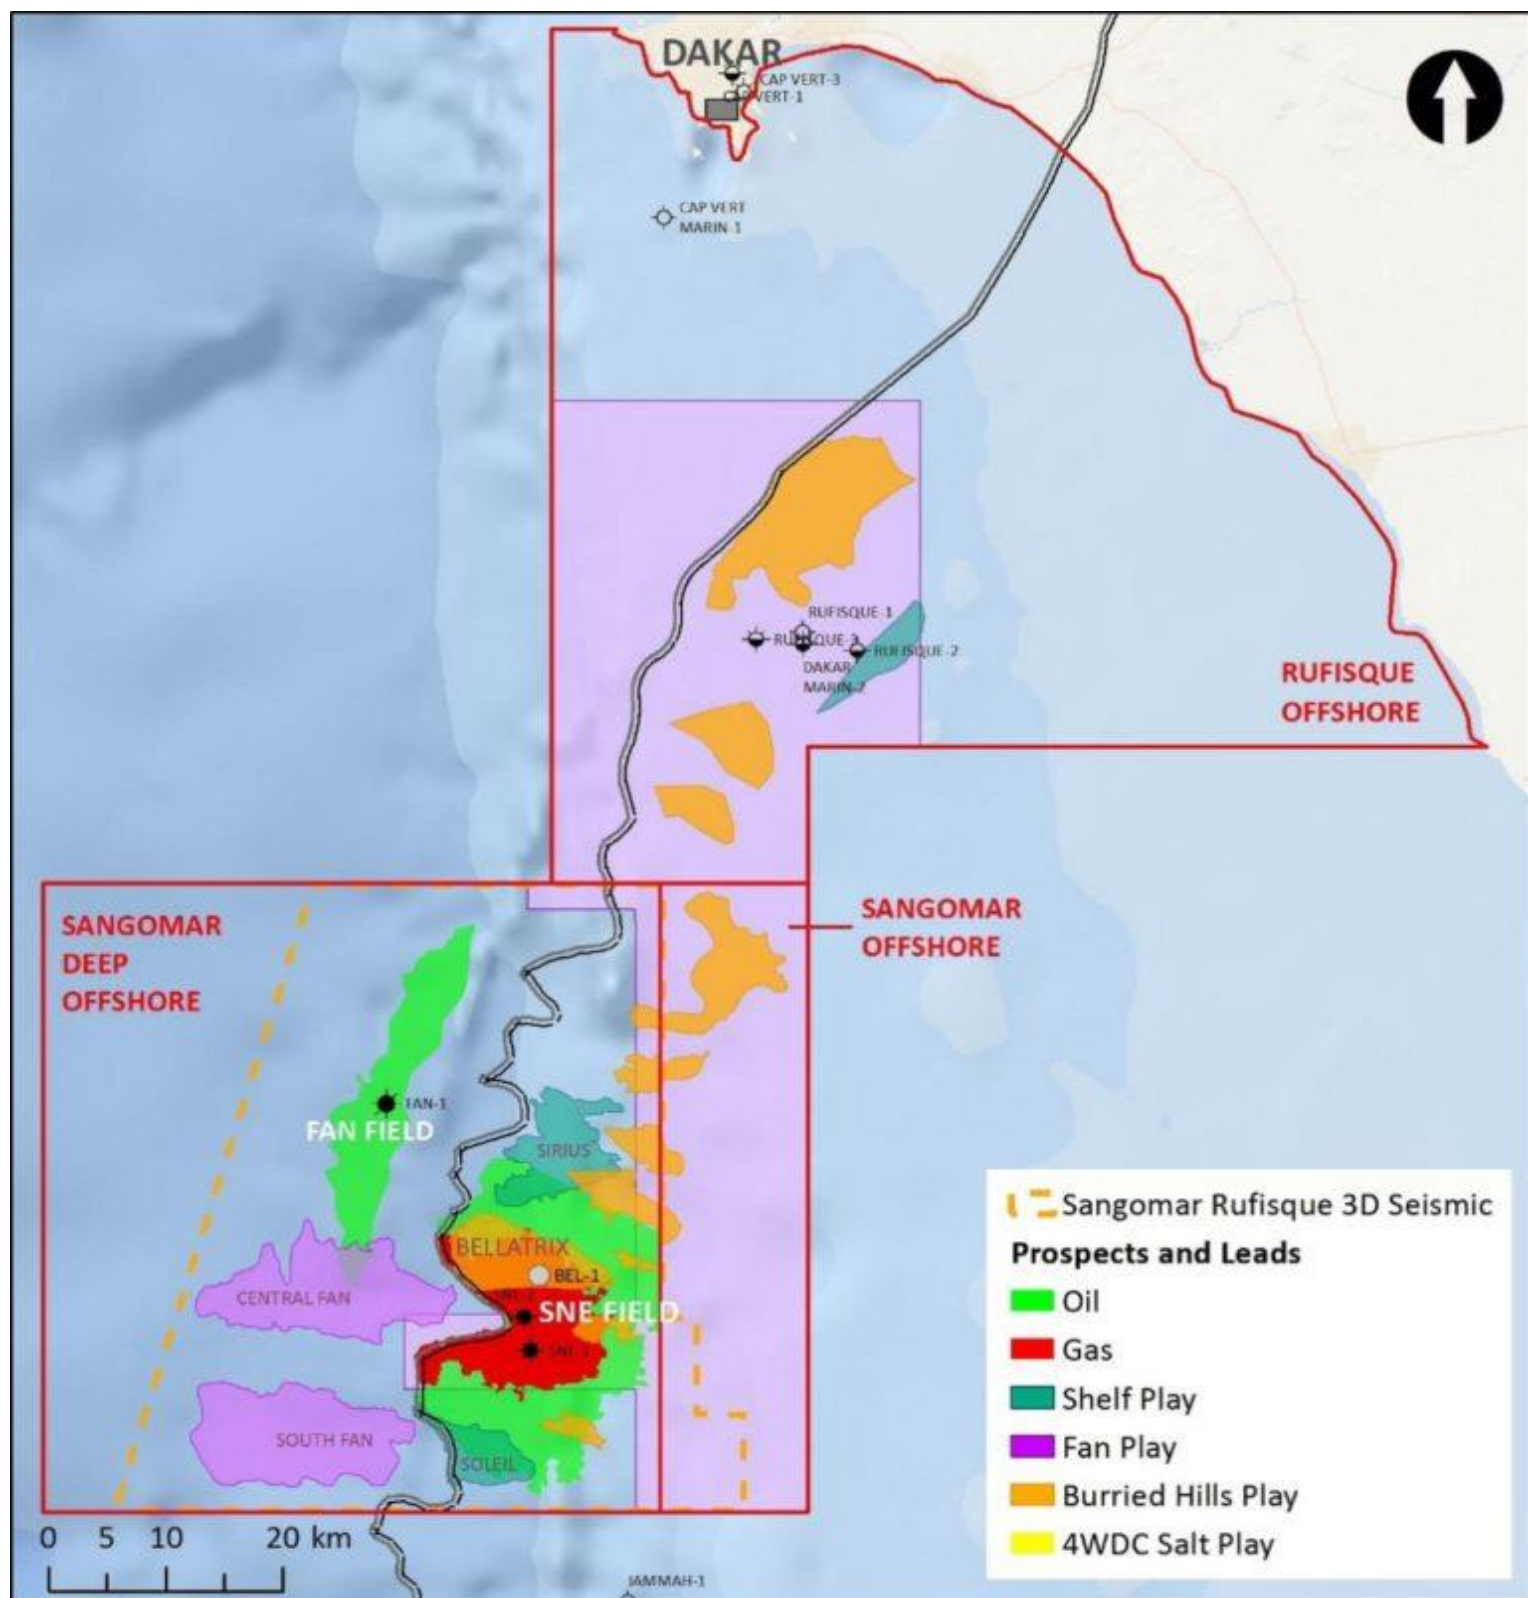 DAKAR
CAP VERT-3
VERT-1
CAP VERT
MARIN-1
RUFISQUE-1
RUFISQUE-2
DAKAR
MARIN-2
RUFISQUE
OFFSHORE
SANGOMAR
OFFSHORE
SANGOMAR
DEEP
OFFSHORE
FAN-1
FAN FIELD
SIRIUS
BELLATRIX
BEL-1
SNE FIELD
CENTRAL FAN
SOUTH FAN
SOLEIL
Sangomar Rufisque 3D Seismic
Prospects and Leads
Oil
Gas
Shelf Play
Fan Play
Burried Hills Play
4WDC Salt Play
0 5 10 20 km
JAMMAH-1